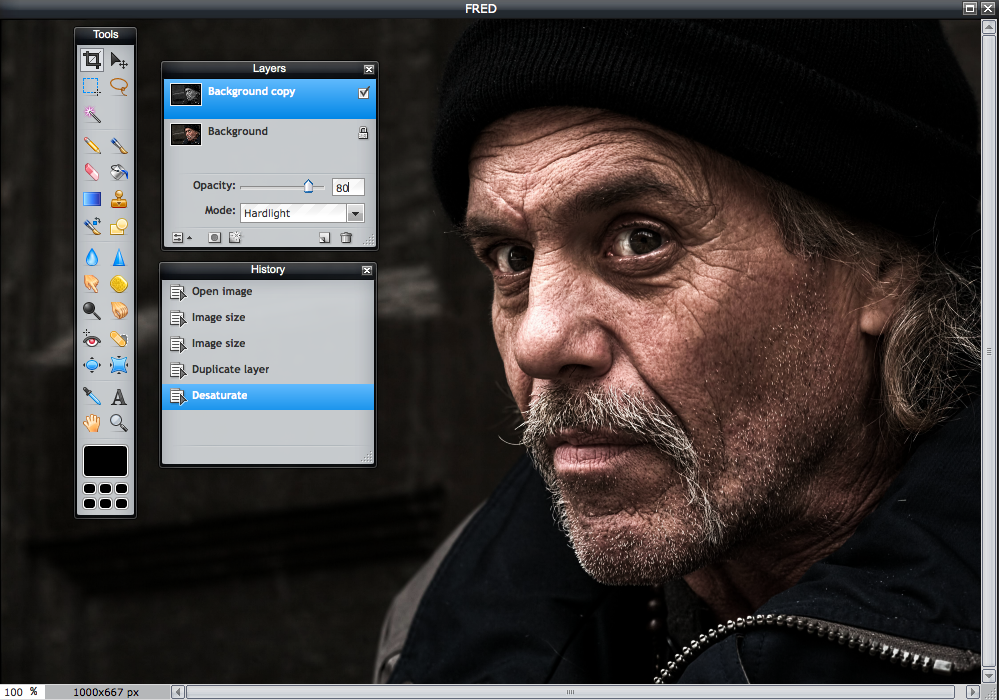 FRED
Tools
Layers
Background copy
Background
Opacity: 80
Mode: Hardlight
History
Open image
Image size
Image size
Duplicate layer
Desaturate
A
100 %
1000x667 px